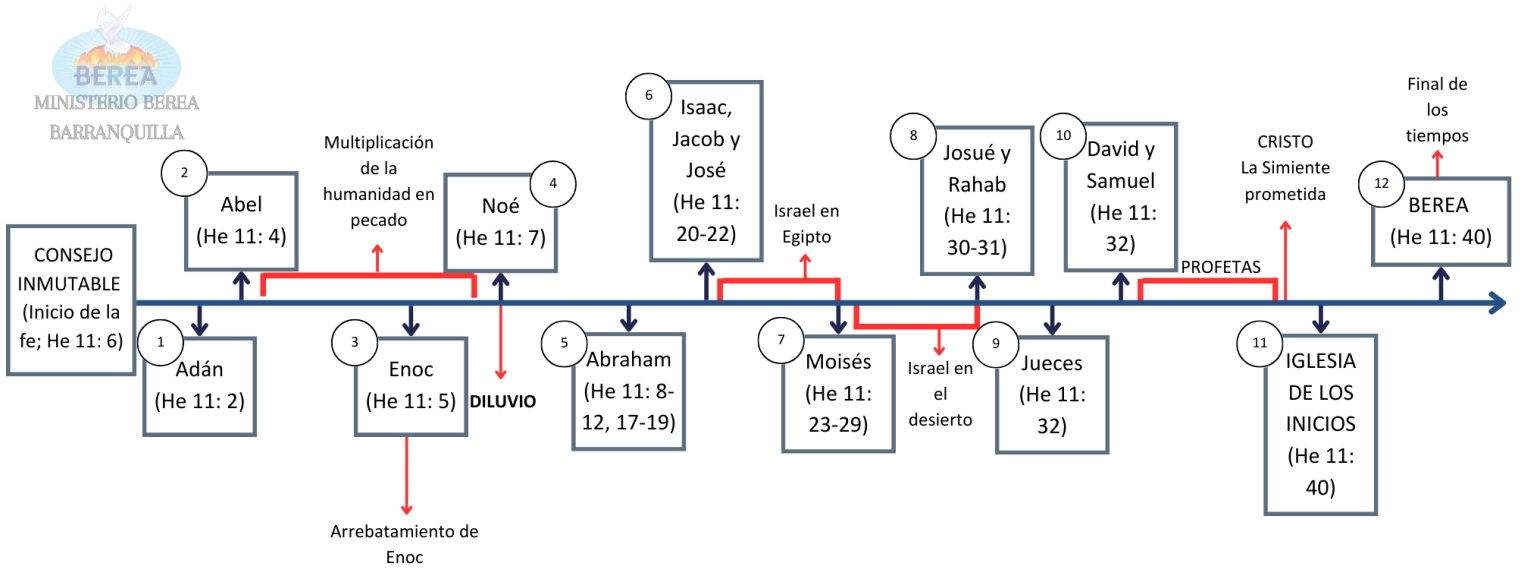 BEREA
MINISTERIO BEREA
BARRANQUILLA
CONSEJO
INMUTABLE
(Inicio de la
fe; He 11: 6)
1
Adán
(He 11: 2)
2
Abel
(He 11: 4)
Multiplicación
de la
humanidad en
pecado
3
Enoc
(He 11: 5)
Arrebatamiento de
Enoc
4
Noé
(He 11: 7)
DILUVIO
5
Abraham
(He 11: 8-
12, 17-19)
6
Isaac,
Jacob y
José
(He 11:
20-22)
Israel en
Egipto
7
Moisés
(He 11:
23-29)
Israel en
el
desierto
8
Josué y
Rahab
(He 11:
30-31)
9
Jueces
(He 11:
32)
10
David y
Samuel
(He 11:
32)
PROFETAS
CRISTO
La Simiente
prometida
11
IGLESIA
DE LOS
INICIOS
(He 11:
40)
12
BEREA
(He 11: 40)
Final de
los
tiempos